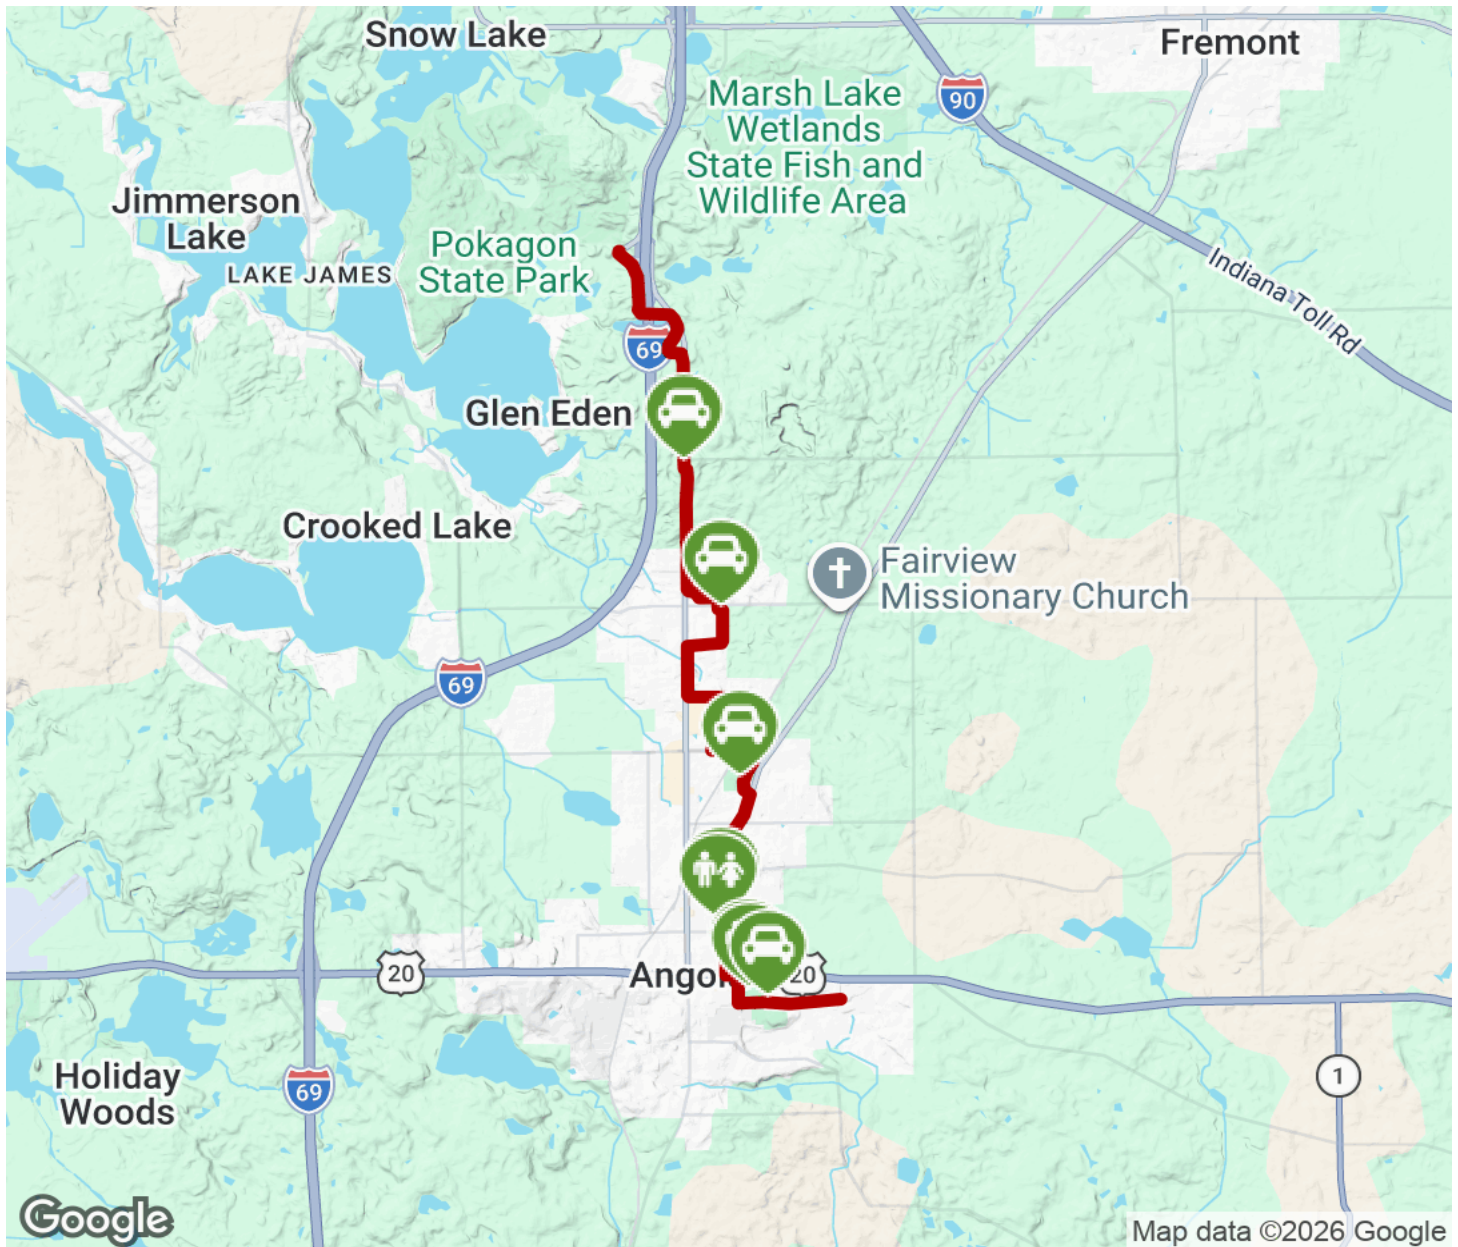 Snow Lake
Fremont
Marsh Lake
Wetlands
State Fish and
Wildlife Area
90
Jimmerson
Lake
LAKE JAMES
Pokagon
State Park
Indiana Toll Rd
69
Glen Eden
Crooked Lake
Fairview
Missionary Church
69
20
Ango
20
Holiday
Woods
69
1
Google
Map data ©2026 Google